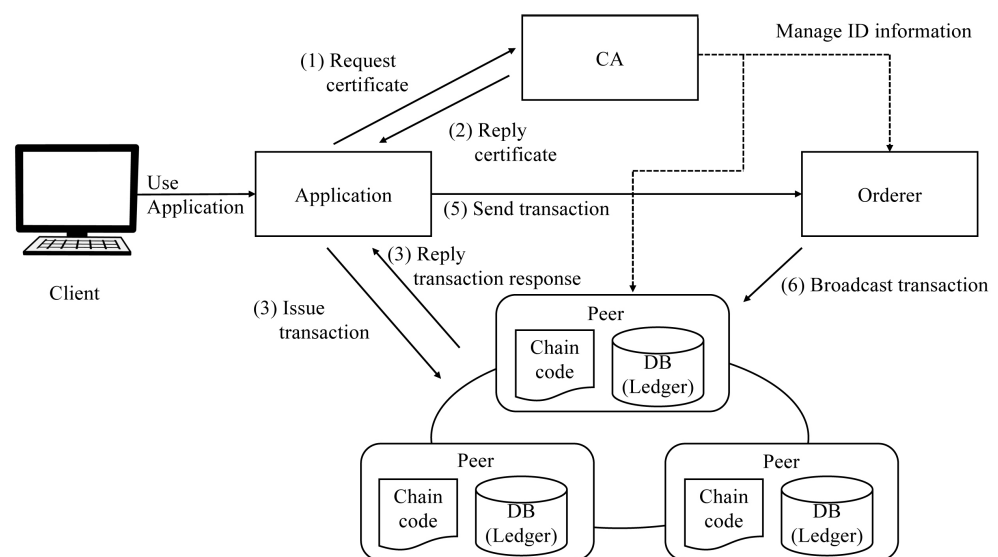 Manage ID information
(1) Request
certificate
CA
(2) Reply
certificate
Use
Application
Application
(5) Send transaction
Orderer
Client
(3) Reply
transaction response
(3) Issue
transaction
(6) Broadcast transaction
Peer
Chain
code
DB
(Ledger)
Peer
Chain
code
DB
(Ledger)
Peer
Chain
code
DB
(Ledger)